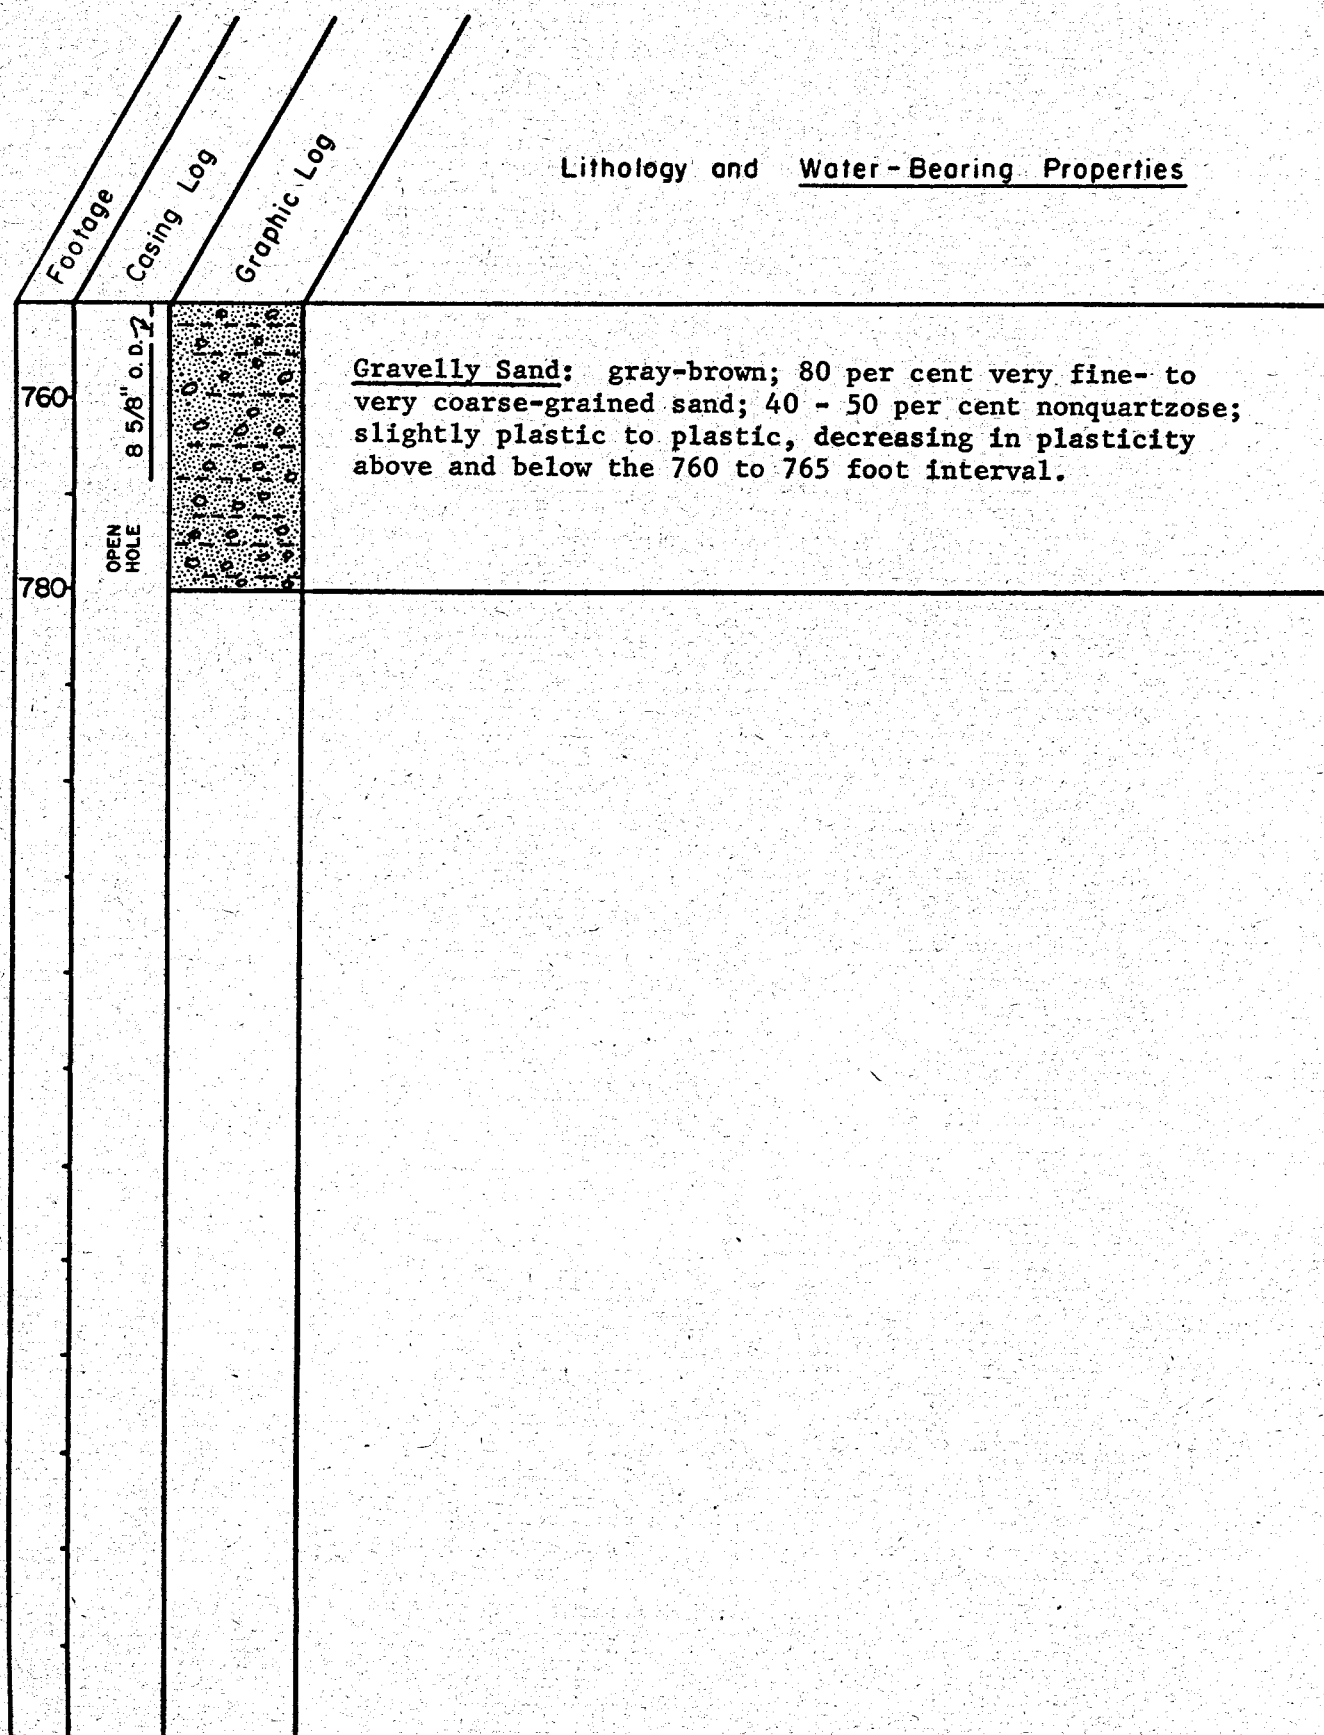 Footage
Casing Log
Graphic Log
Lithology and Water-Bearing Properties
8 5/8" O.D.
760
Gravelly Sand: gray-brown; 80 per cent very fine- to
very coarse-grained sand; 40 - 50 per cent nonquartzose;
slightly plastic to plastic, decreasing in plasticity
above and below the 760 to 765 foot interval.
OPEN
HOLE
780